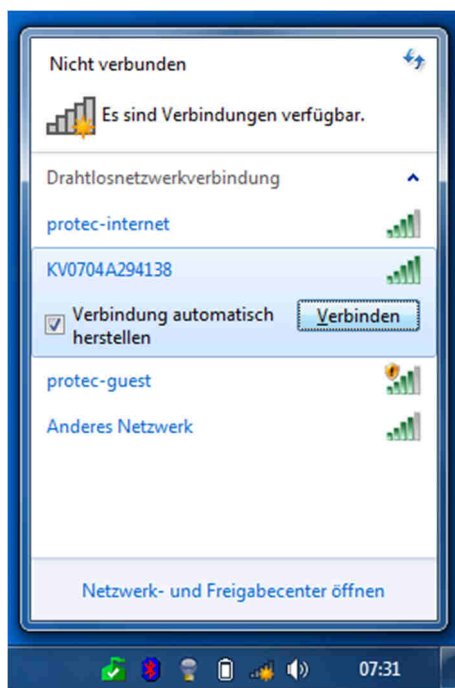 Nicht verbunden
Es sind Verbindungen verfügbar.
Drahtlosnetzwerkverbindung
protec-internet
KV0704A294138
Verbindung automatisch
herstellen
Verbinden
protec-guest
Anderes Netzwerk
Netzwerk- und Freigabecenter öffnen
07:31